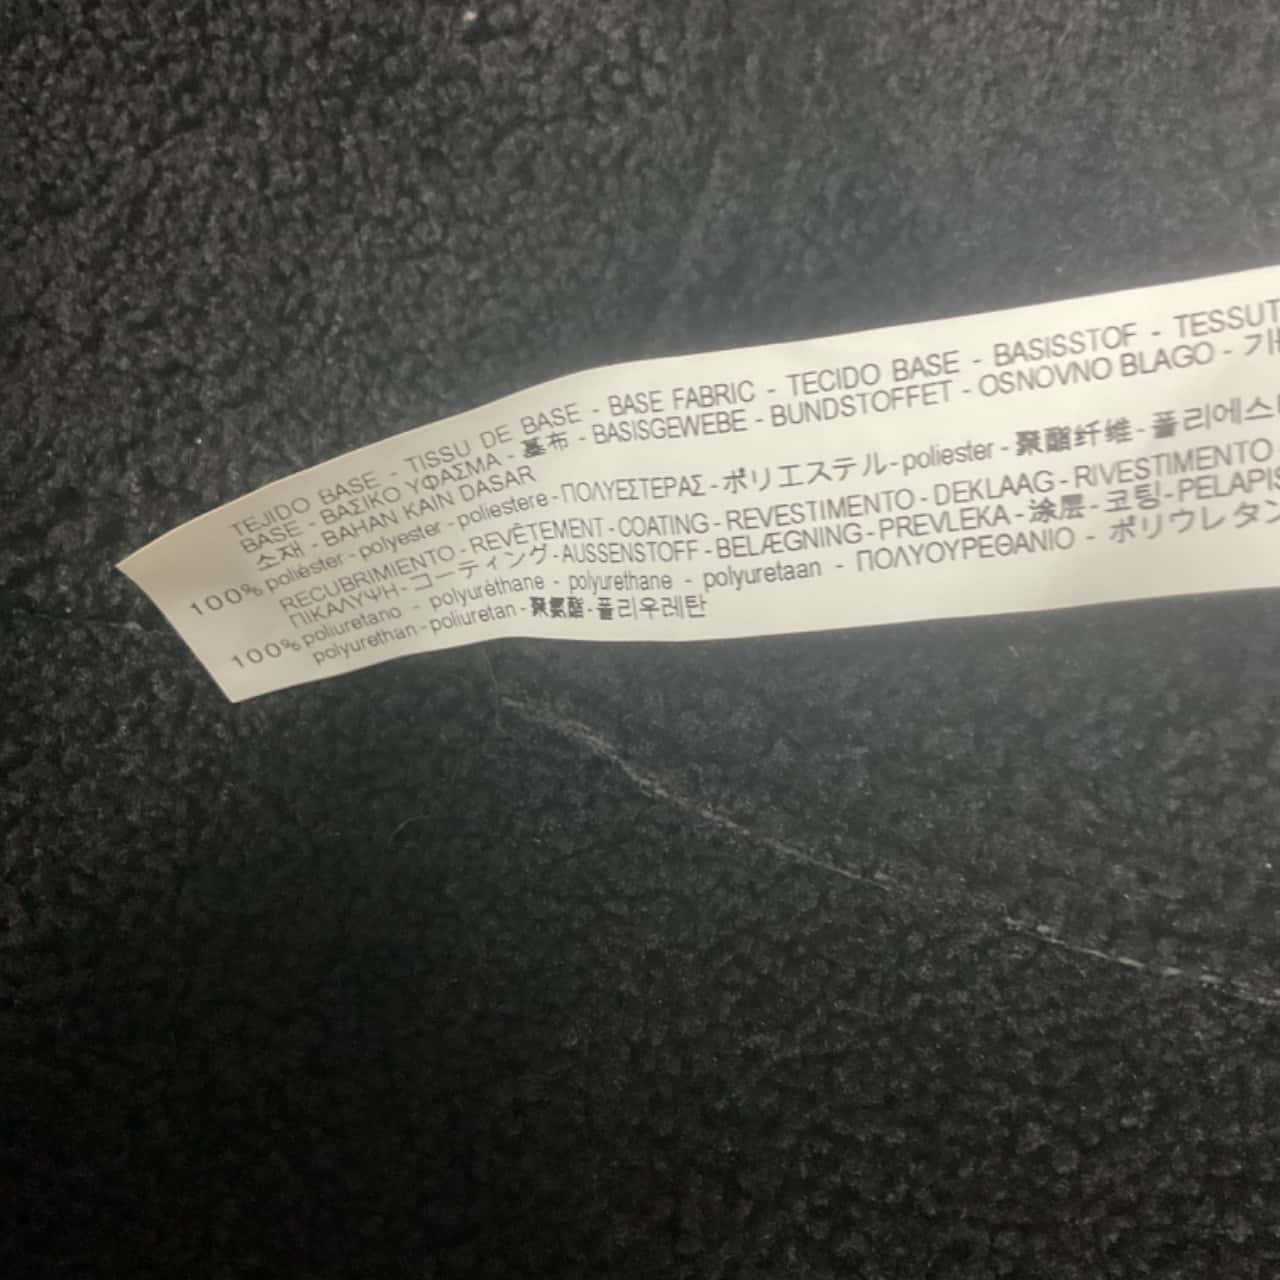 TEJIDO BASE - TISSU DE BASE - BASE FABRIC - TECIDO BASE - BASISSTOF - TESSUT
BASE - ΒΑΣΙΚΟ ΥΦΑΣΜΑ - 基布 - BASISGEWEBE - BUNDSTOFFET - OSNOVNO BLAGO - 기
소재 - BAHAN KAIN DASAR
100% poliéster - polyester - poliestere - ΠΟΛΥΕΣΤΕΡΑΣ - ポリエステル - poliester - 聚酯纤维 - 폴리에스
RECUBRIMIENTO - REVÊTEMENT - COATING - REVESTIMENTO - DEKLAAG - RIVESTIMENTO -
ΠΙΚΑΛΥΨΗ - コーティング - AUSSENSTOFF - BELÆGNING - PREVLEKA - 涂层 - 코팅 - PELAPIS
100% poliuretano - polyuréthane - polyurethane - polyuretaan - ΠΟΛΥΟΥΡΕΘΑΝΙΟ - ポリウレタン
polyurethan - poliuretan - 聚氨酯 - 폴리우레탄